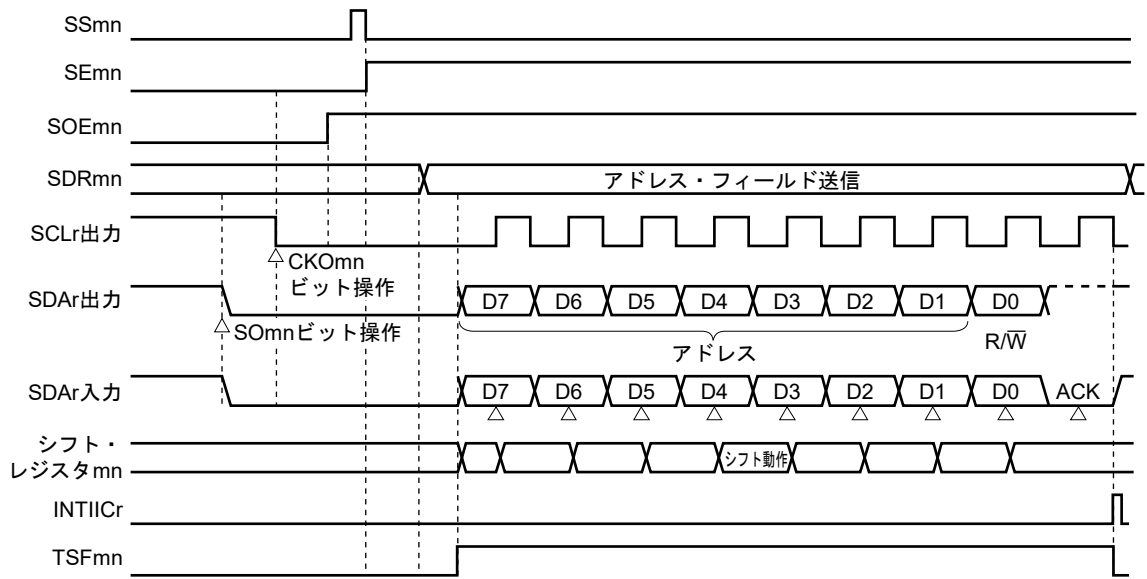 SSmn
SEmn
SOEmn
SDRmn
アドレス・フィールド送信
SCLr出力
CKOmn
ビット操作
SDAr出力
D7 D6 D5 D4 D3 D2 D1 D0
SOmnビット操作
アドレス
R/W̅
SDAr入力
D7 D6 D5 D4 D3 D2 D1 D0 ACK
シフト・
レジスタmn
シフト動作
INTIICr
TSFmn